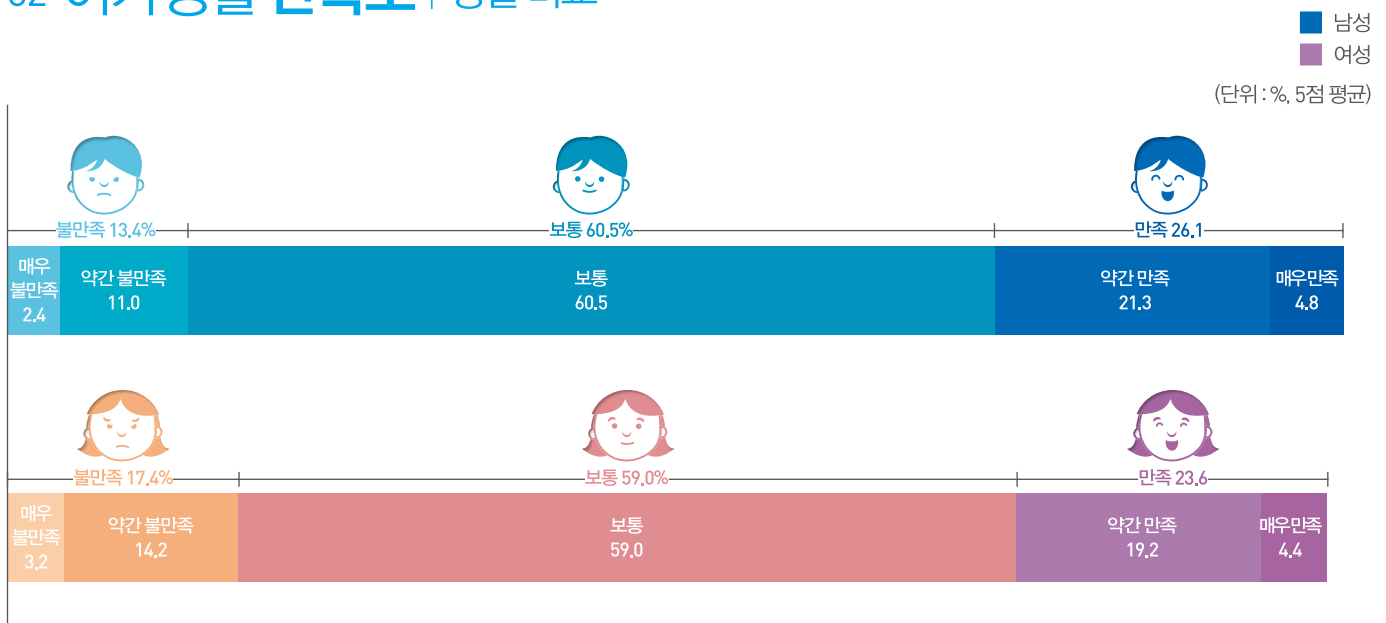 남성
여성
(단위 : %, 5점 평균)
불만족 13.4%
보통 60.5%
만족 26.1
매우
불만족
2.4
약간 불만족
11.0
보통
60.5
약간 만족
21.3
매우만족
4.8
불만족 17.4%
보통 59.0%
만족 23.6
매우
불만족
3.2
약간 불만족
14.2
보통
59.0
약간 만족
19.2
매우만족
4.4